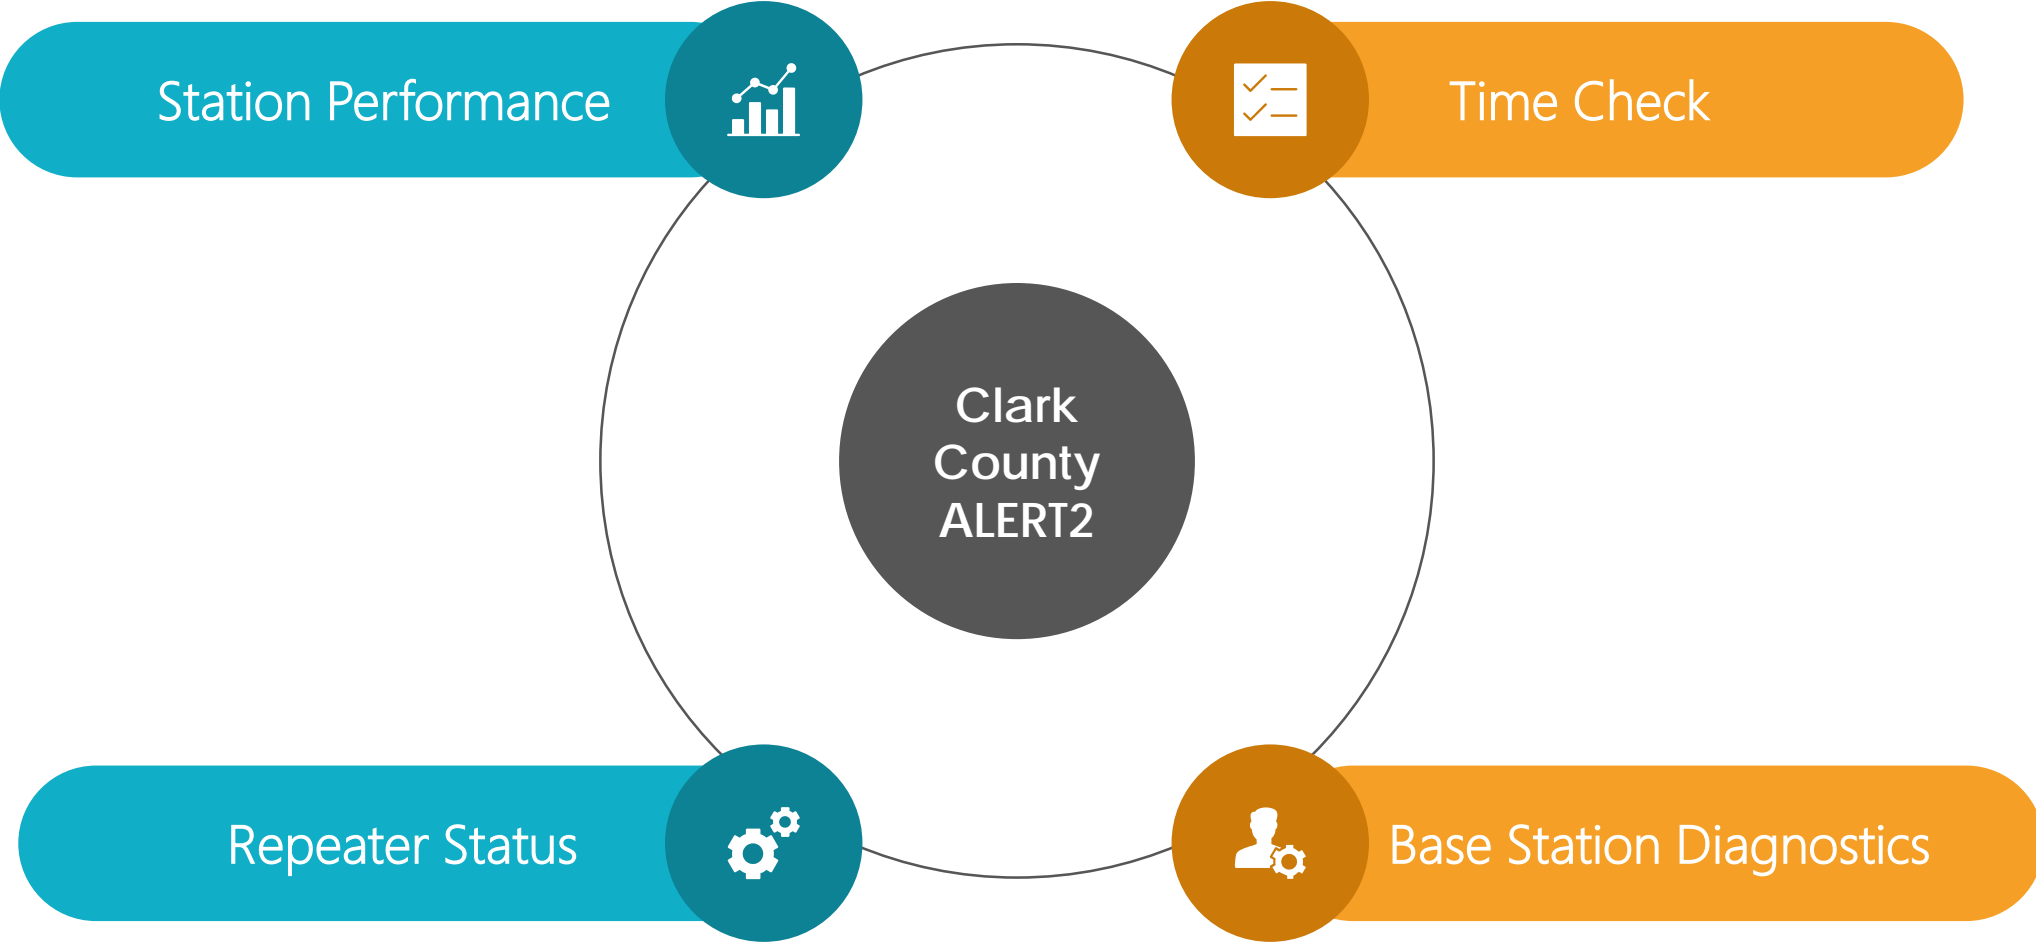 Station Performance
Time Check
Clark
County
ALERT2
Repeater Status
Base Station Diagnostics